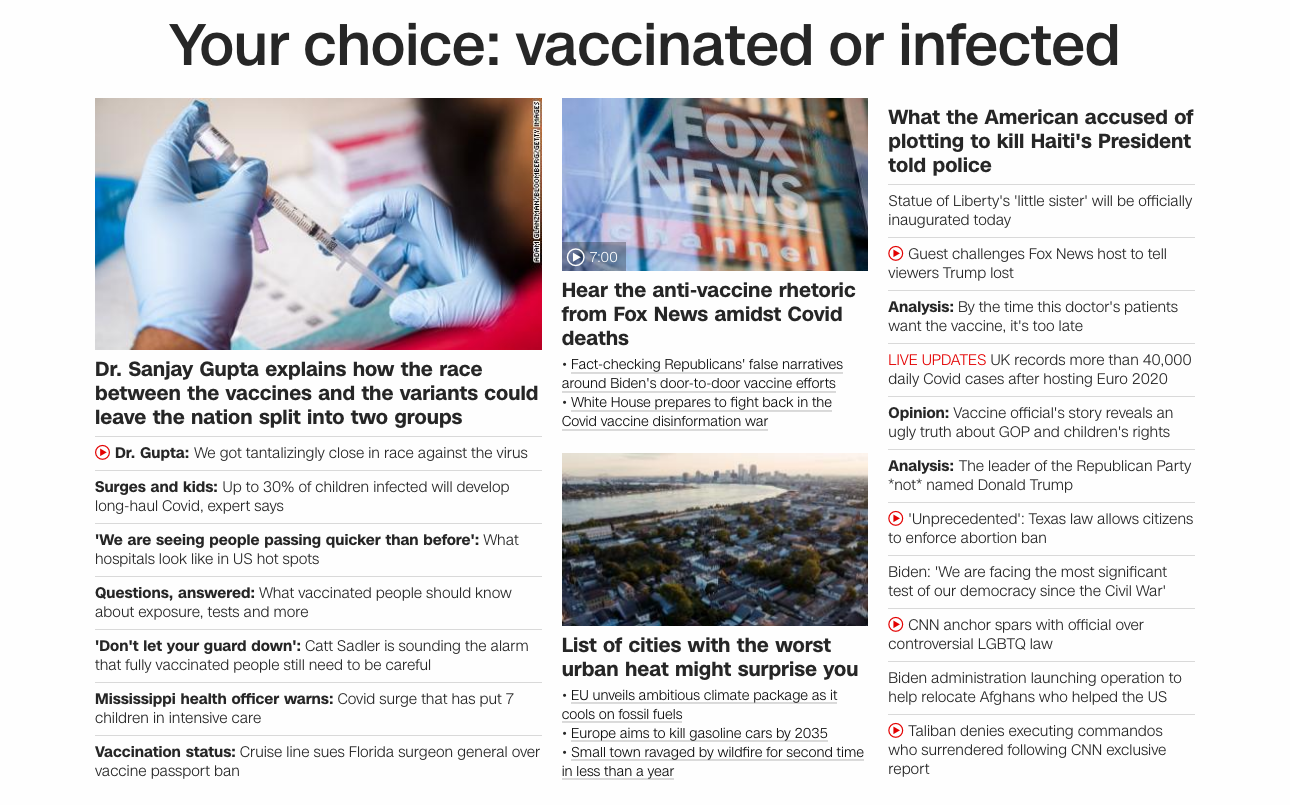 Your choice: vaccinated or infected
ADAM GLANZMAN/BLOOMBERG/GETTY IMAGES
Dr. Sanjay Gupta explains how the race
between the vaccines and the variants could
leave the nation split into two groups
Dr. Gupta: We got tantalizingly close in race against the virus
Surges and kids: Up to 30% of children infected will develop
long-haul Covid, expert says
'We are seeing people passing quicker than before': What
hospitals look like in US hot spots
Questions, answered: What vaccinated people should know
about exposure, tests and more
'Don't let your guard down': Catt Sadler is sounding the alarm
that fully vaccinated people still need to be careful
Mississippi health officer warns: Covid surge that has put 7
children in intensive care
Vaccination status: Cruise line sues Florida surgeon general over
vaccine passport ban
FOX
NEWS
channel
7:00
Hear the anti-vaccine rhetoric
from Fox News amidst Covid
deaths
• Fact-checking Republicans' false narratives
around Biden's door-to-door vaccine efforts
• White House prepares to fight back in the
Covid vaccine disinformation war
List of cities with the worst
urban heat might surprise you
• EU unveils ambitious climate package as it
cools on fossil fuels
• Europe aims to kill gasoline cars by 2035
• Small town ravaged by wildfire for second time
in less than a year
What the American accused of
plotting to kill Haiti's President
told police
Statue of Liberty's 'little sister' will be officially
inaugurated today
Guest challenges Fox News host to tell
viewers Trump lost
Analysis: By the time this doctor's patients
want the vaccine, it's too late
LIVE UPDATES UK records more than 40,000
daily Covid cases after hosting Euro 2020
Opinion: Vaccine official's story reveals an
ugly truth about GOP and children's rights
Analysis: The leader of the Republican Party
*not* named Donald Trump
'Unprecedented': Texas law allows citizens
to enforce abortion ban
Biden: 'We are facing the most significant
test of our democracy since the Civil War'
CNN anchor spars with official over
controversial LGBTQ law
Biden administration launching operation to
help relocate Afghans who helped the US
Taliban denies executing commandos
who surrendered following CNN exclusive
report